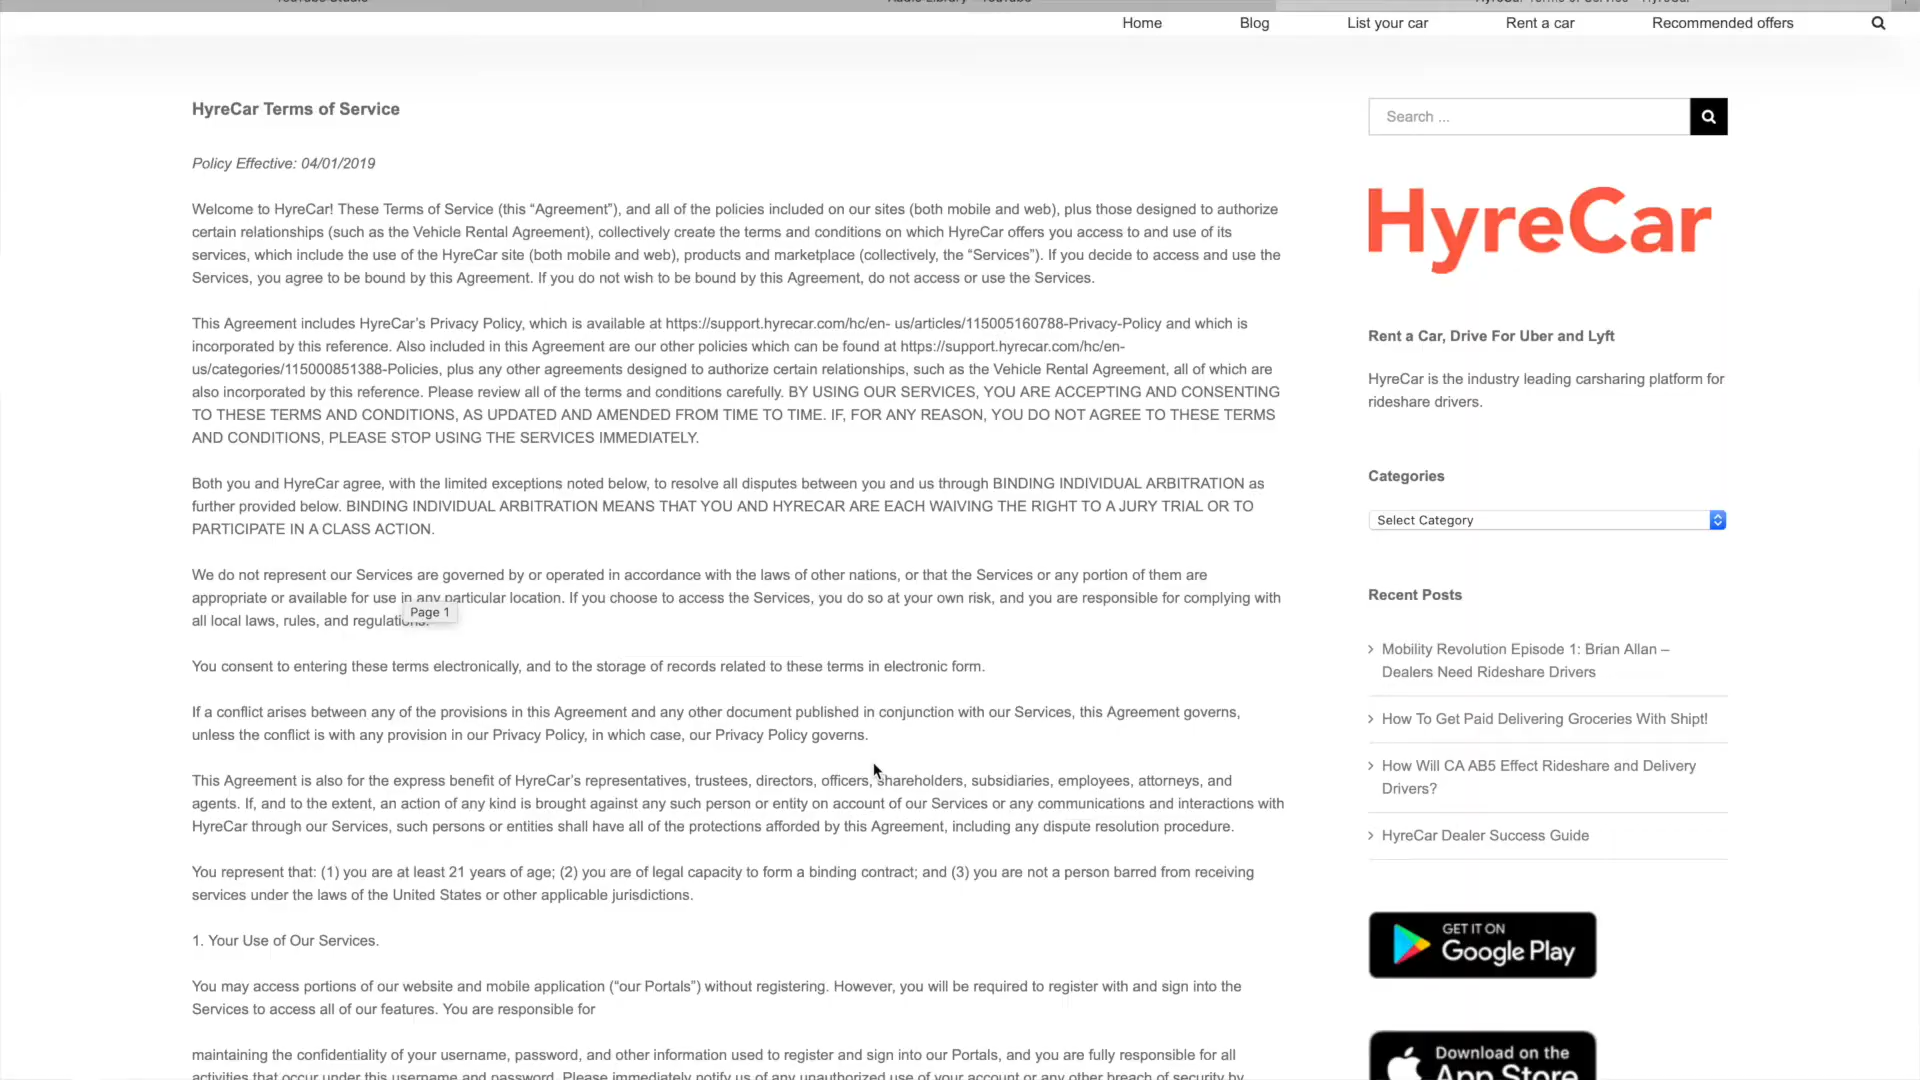 Home Blog List your car Rent a car Recommended offers
HyreCar Terms of Service
Policy Effective: 04/01/2019
Welcome to HyreCar! These Terms of Service (this “Agreement”), and all of the policies included on our sites (both mobile and web), plus those designed to authorize
certain relationships (such as the Vehicle Rental Agreement), collectively create the terms and conditions on which HyreCar offers you access to and use of its
services, which include the use of the HyreCar site (both mobile and web), products and marketplace (collectively, the “Services”). If you decide to access and use the
Services, you agree to be bound by this Agreement. If you do not wish to be bound by this Agreement, do not access or use the Services.
This Agreement includes HyreCar’s Privacy Policy, which is available at https://support.hyrecar.com/hc/en- us/articles/115005160788-Privacy-Policy and which is
incorporated by this reference. Also included in this Agreement are our other policies which can be found at https://support.hyrecar.com/hc/en-
us/categories/115000851388-Policies, plus any other agreements designed to authorize certain relationships, such as the Vehicle Rental Agreement, all of which are
also incorporated by this reference. Please review all of the terms and conditions carefully. BY USING OUR SERVICES, YOU ARE ACCEPTING AND CONSENTING
TO THESE TERMS AND CONDITIONS, AS UPDATED AND AMENDED FROM TIME TO TIME. IF, FOR ANY REASON, YOU DO NOT AGREE TO THESE TERMS
AND CONDITIONS, PLEASE STOP USING THE SERVICES IMMEDIATELY.
Both you and HyreCar agree, with the limited exceptions noted below, to resolve all disputes between you and us through BINDING INDIVIDUAL ARBITRATION as
further provided below. BINDING INDIVIDUAL ARBITRATION MEANS THAT YOU AND HYRECAR ARE EACH WAIVING THE RIGHT TO A JURY TRIAL OR TO
PARTICIPATE IN A CLASS ACTION.
We do not represent our Services are governed by or operated in accordance with the laws of other nations, or that the Services or any portion of them are
appropriate or available for use in any particular location. If you choose to access the Services, you do so at your own risk, and you are responsible for complying with
all local laws, rules, and regulations.
Page 1
You consent to entering these terms electronically, and to the storage of records related to these terms in electronic form.
If a conflict arises between any of the provisions in this Agreement and any other document published in conjunction with our Services, this Agreement governs,
unless the conflict is with any provision in our Privacy Policy, in which case, our Privacy Policy governs.
This Agreement is also for the express benefit of HyreCar’s representatives, trustees, directors, officers, shareholders, subsidiaries, employees, attorneys, and
agents. If, and to the extent, an action of any kind is brought against any such person or entity on account of our Services or any communications and interactions with
HyreCar through our Services, such persons or entities shall have all of the protections afforded by this Agreement, including any dispute resolution procedure.
You represent that: (1) you are at least 21 years of age; (2) you are of legal capacity to form a binding contract; and (3) you are not a person barred from receiving
services under the laws of the United States or other applicable jurisdictions.
1. Your Use of Our Services.
You may access portions of our website and mobile application (“our Portals”) without registering. However, you will be required to register with and sign into the
Services to access all of our features. You are responsible for
maintaining the confidentiality of your username, password, and other information used to register and sign into our Portals, and you are fully responsible for all
activities that occur under this username and password. Please immediately notify us of any unauthorized use of your account or any other breach of security by
Search ...
HyreCar
Rent a Car, Drive For Uber and Lyft
HyreCar is the industry leading carsharing platform for
rideshare drivers.
Categories
Select Category
Recent Posts
Mobility Revolution Episode 1: Brian Allan –
Dealers Need Rideshare Drivers
How To Get Paid Delivering Groceries With Shipt!
How Will CA AB5 Effect Rideshare and Delivery
Drivers?
HyreCar Dealer Success Guide
GET IT ON
Google Play
Download on the
App Store